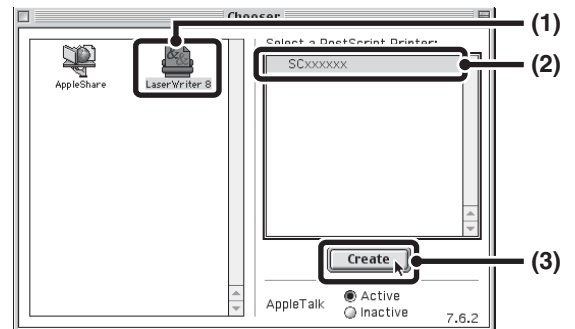 Chooser
(1)
Select a PostScript Printer:
(2)
SCxxxxxx
AppleShare
LaserWriter 8
Create
(3)
AppleTalk
Active
Inactive
7.6.2